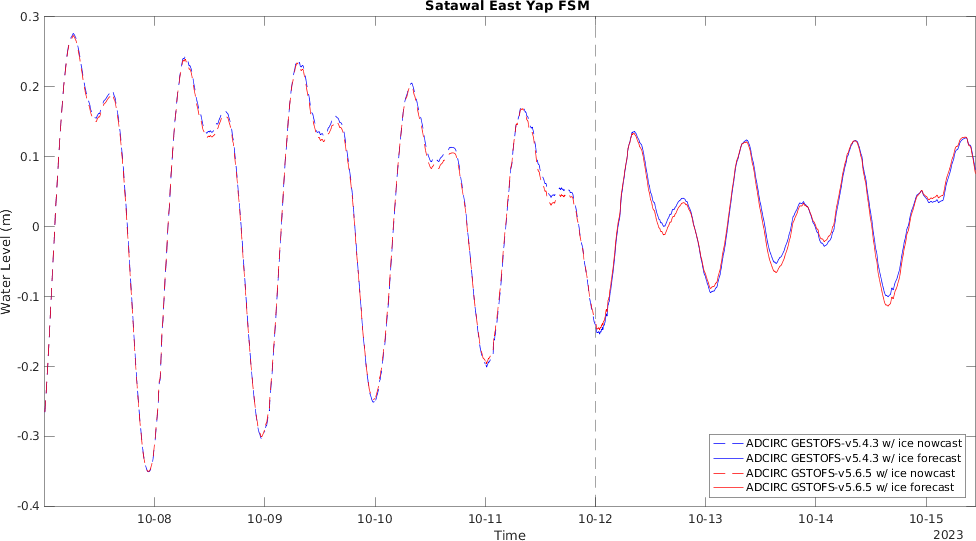 Satawal East Yap FSM
0.3
0.2
0.1
0
-0.1
-0.2
-0.3
-0.4
Water Level (m)
10-08
10-09
10-10
10-11
10-12
10-13
10-14
10-15
Time
2023
ADCIRC GESTOFS-v5.4.3 w/ ice nowcast
ADCIRC GESTOFS-v5.4.3 w/ ice forecast
ADCIRC GSTOFS-v5.6.5 w/ ice nowcast
ADCIRC GSTOFS-v5.6.5 w/ ice forecast